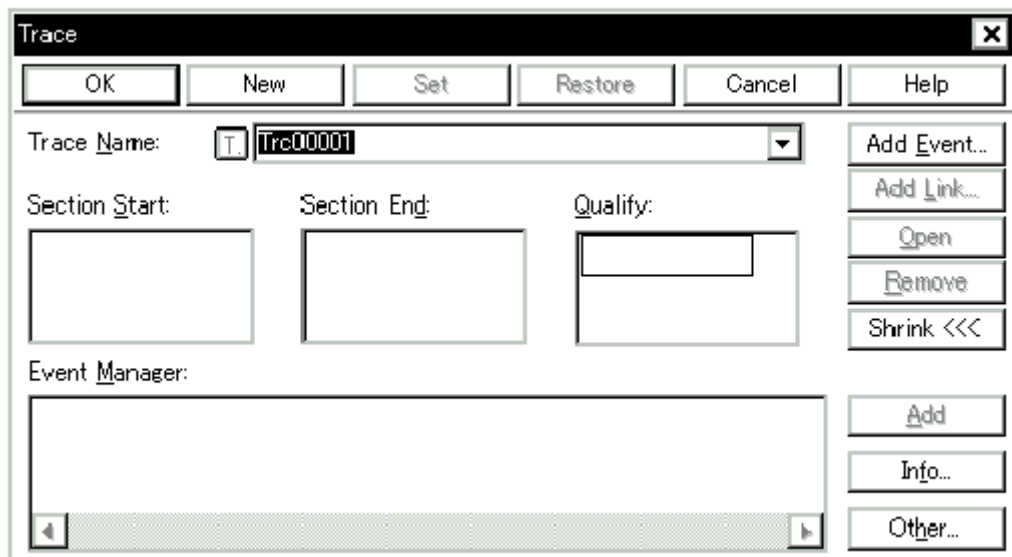 Trace
OK New Set Restore Cancel Help
Trace Name: T. Trc00001 Add Event...
Add Link...
Section Start: Section End: Qualify:
Open
Remove
Shrink <<<
Event Manager:
Add
Info...
Other...